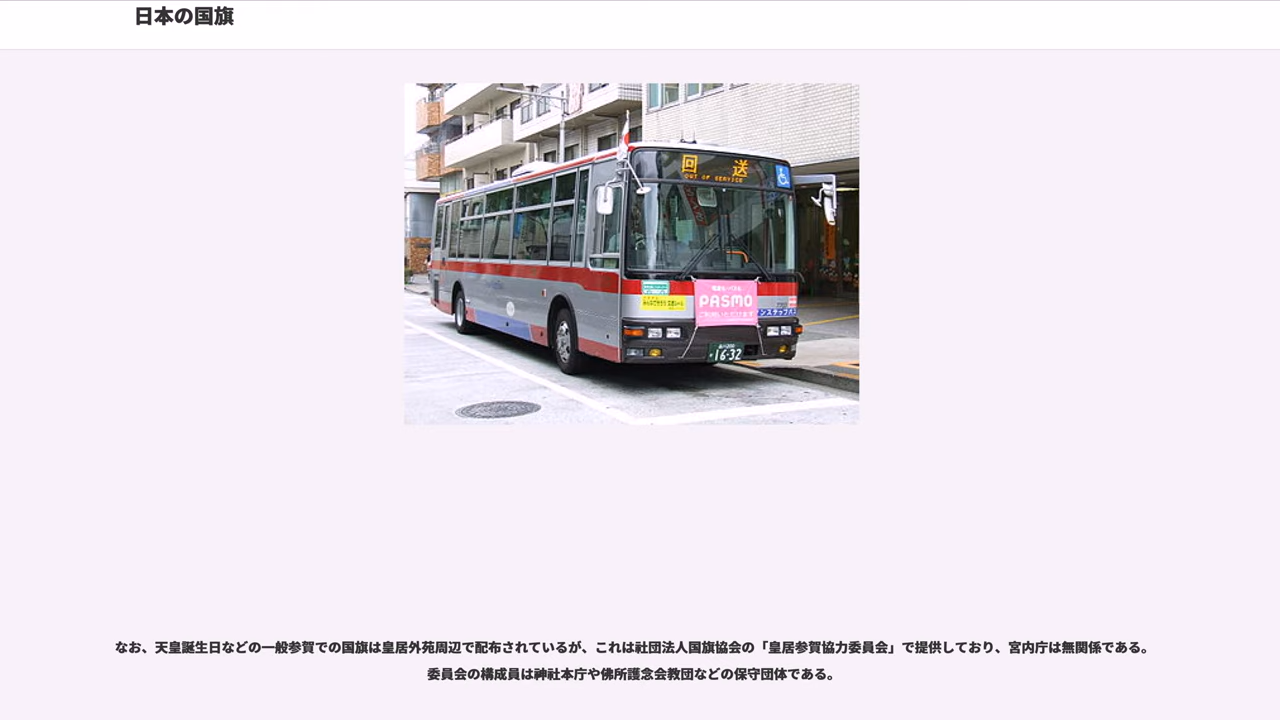 日本の国旗
回送
OUT OF SERVICE
PASMO
16-32
なお、天皇誕生日などの一般参賀での国旗は皇居外苑周辺で配布されているが、これは社団法人国旗協会の「皇居参賀協力委員会」で提供しており、宮内庁は無関係である。
委員会の構成員は神社本庁や佛所護念会教団などの保守団体である。